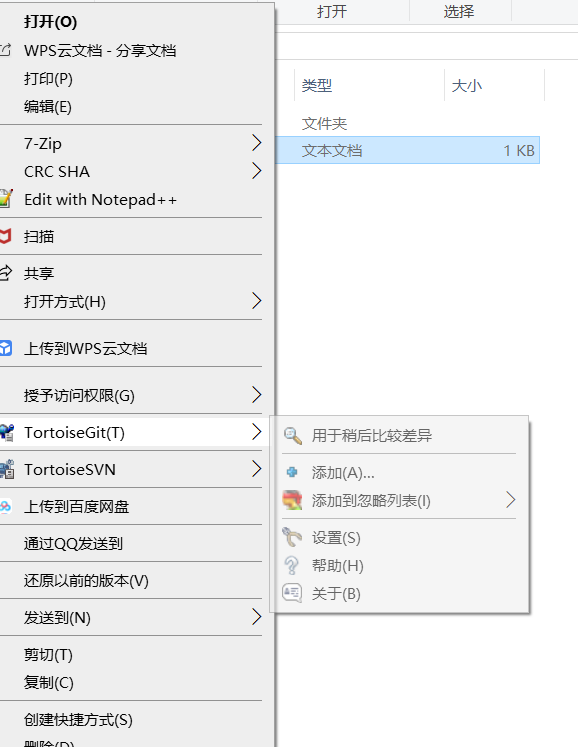 打开 选择
类型 大小
文件夹
文本文档 1 KB
打开(O)
WPS云文档 - 分享文档
打印(P)
编辑(E)
7-Zip
CRC SHA
Edit with Notepad++
扫描
共享
打开方式(H)
上传到WPS云文档
授予访问权限(G)
TortoiseGit(T)
TortoiseSVN
上传到百度网盘
通过QQ发送到
还原以前的版本(V)
发送到(N)
剪切(T)
复制(C)
创建快捷方式(S)
删除(D)
用于稍后比较差异
添加(A)...
添加到忽略列表(I)
设置(S)
帮助(H)
关于(B)